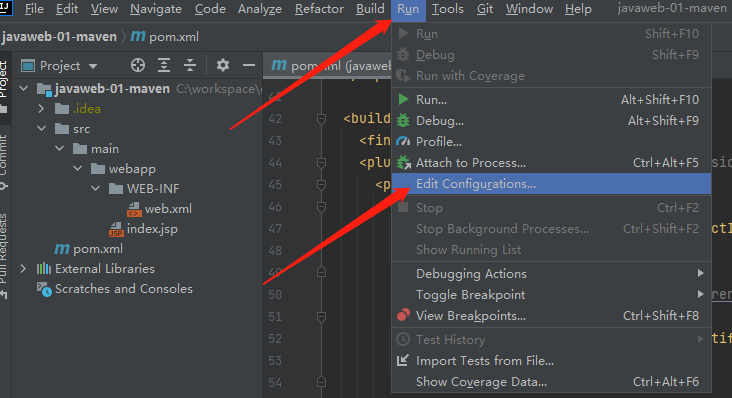 IJ File Edit View Navigate Code Analyze Refactor Build Run Tools Git Window Help javaweb-01-maven
javaweb-01-maven pom.xml
Project
Project
pom.xml (javawe
javaweb-01-maven C:\workspace\
.idea
src
main
webapp
WEB-INF
web.xml
index.jsp
pom.xml
External Libraries
Scratches and Consoles
Commit
Pull Requests
41
42 <build
43 <fin
44 <plu
45 <p
46
47
48
49
50
51
52
53
54
Run Shift+F10
Debug Shift+F9
Run with Coverage
Run... Alt+Shift+F10
Debug... Alt+Shift+F9
Profile...
Attach to Process... Ctrl+Alt+F5
Edit Configurations...
Stop Ctrl+F2
Stop Background Processes... Ctrl+Shift+F2
Show Running List
Debugging Actions
Toggle Breakpoint
View Breakpoints... Ctrl+Shift+F8
Test History
Import Tests from File...
Show Coverage Data... Ctrl+Alt+F6